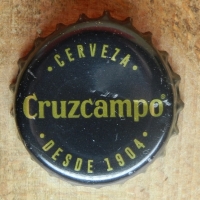 · CERVEZA ·
Cruzcampo®
DESDE 1904